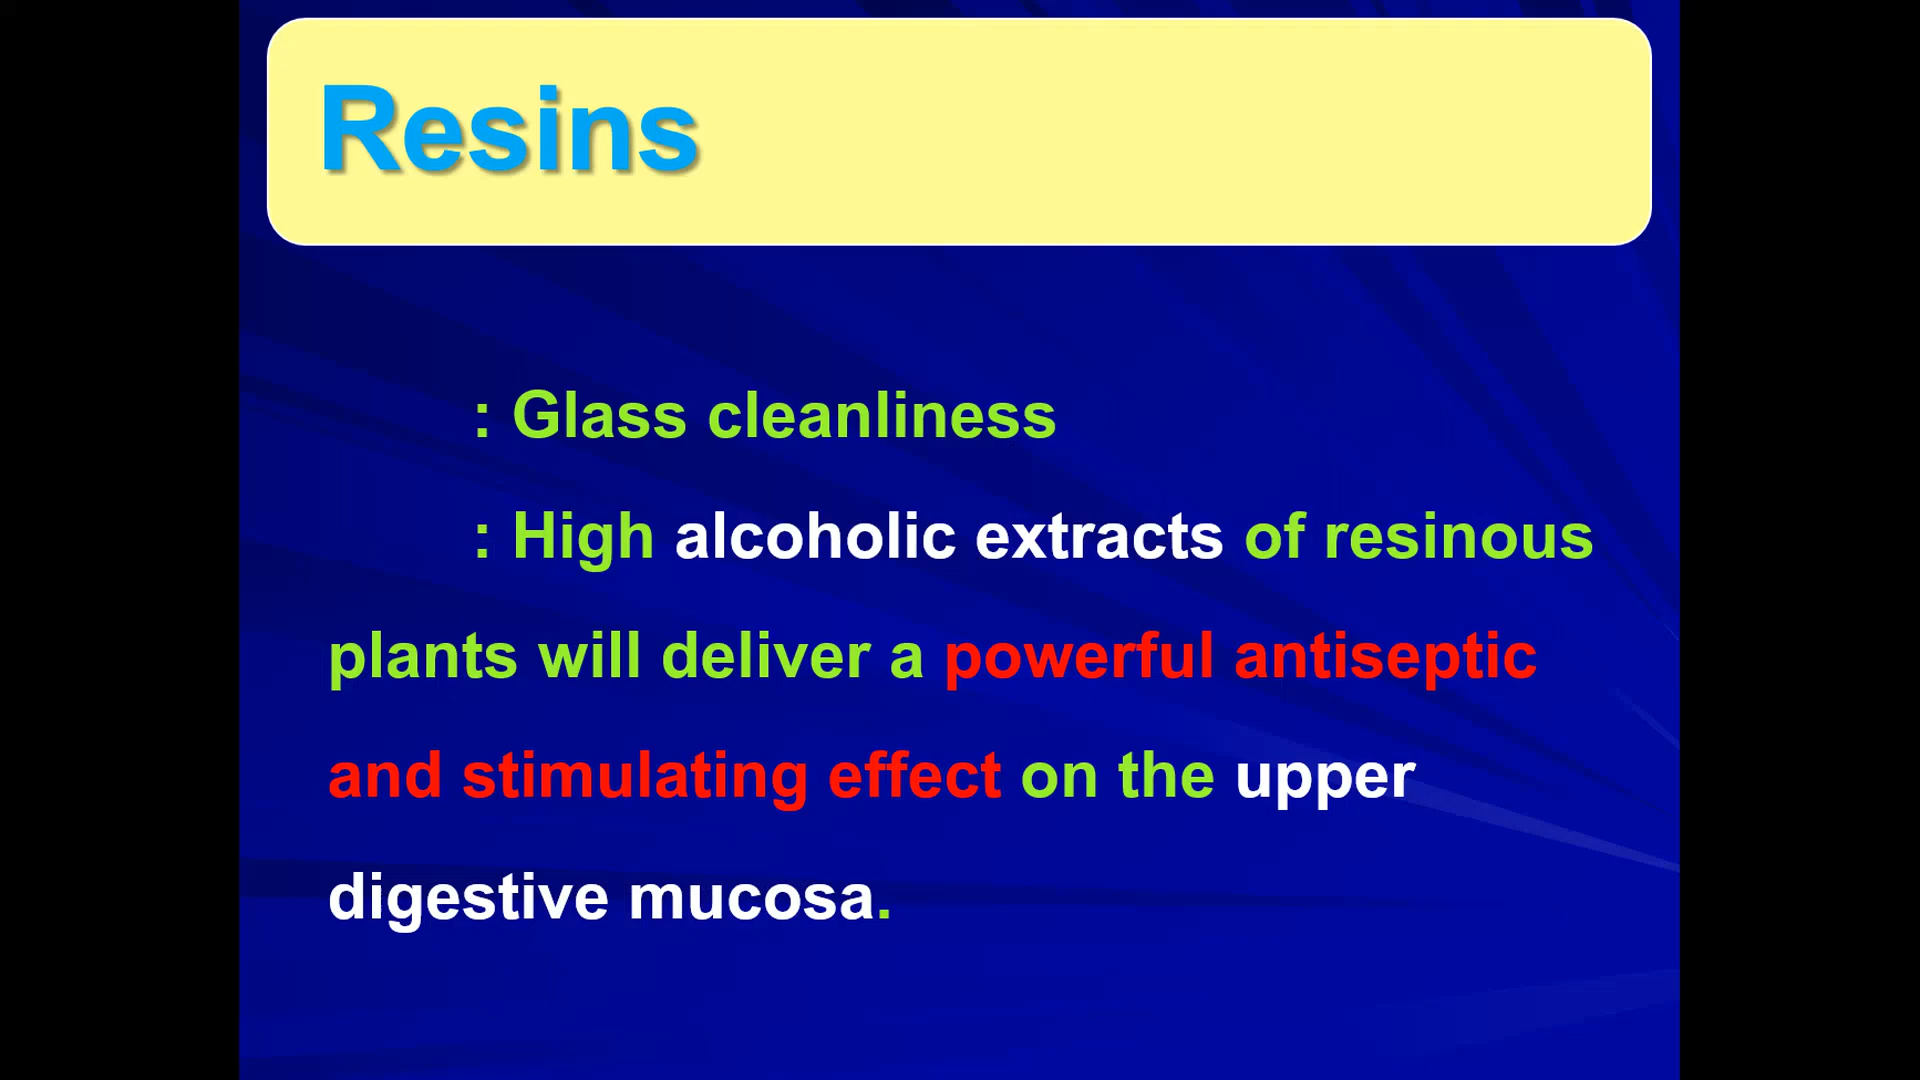 Resins
: Glass cleanliness
: High alcoholic extracts of resinous
plants will deliver a powerful antiseptic
and stimulating effect on the upper
digestive mucosa.